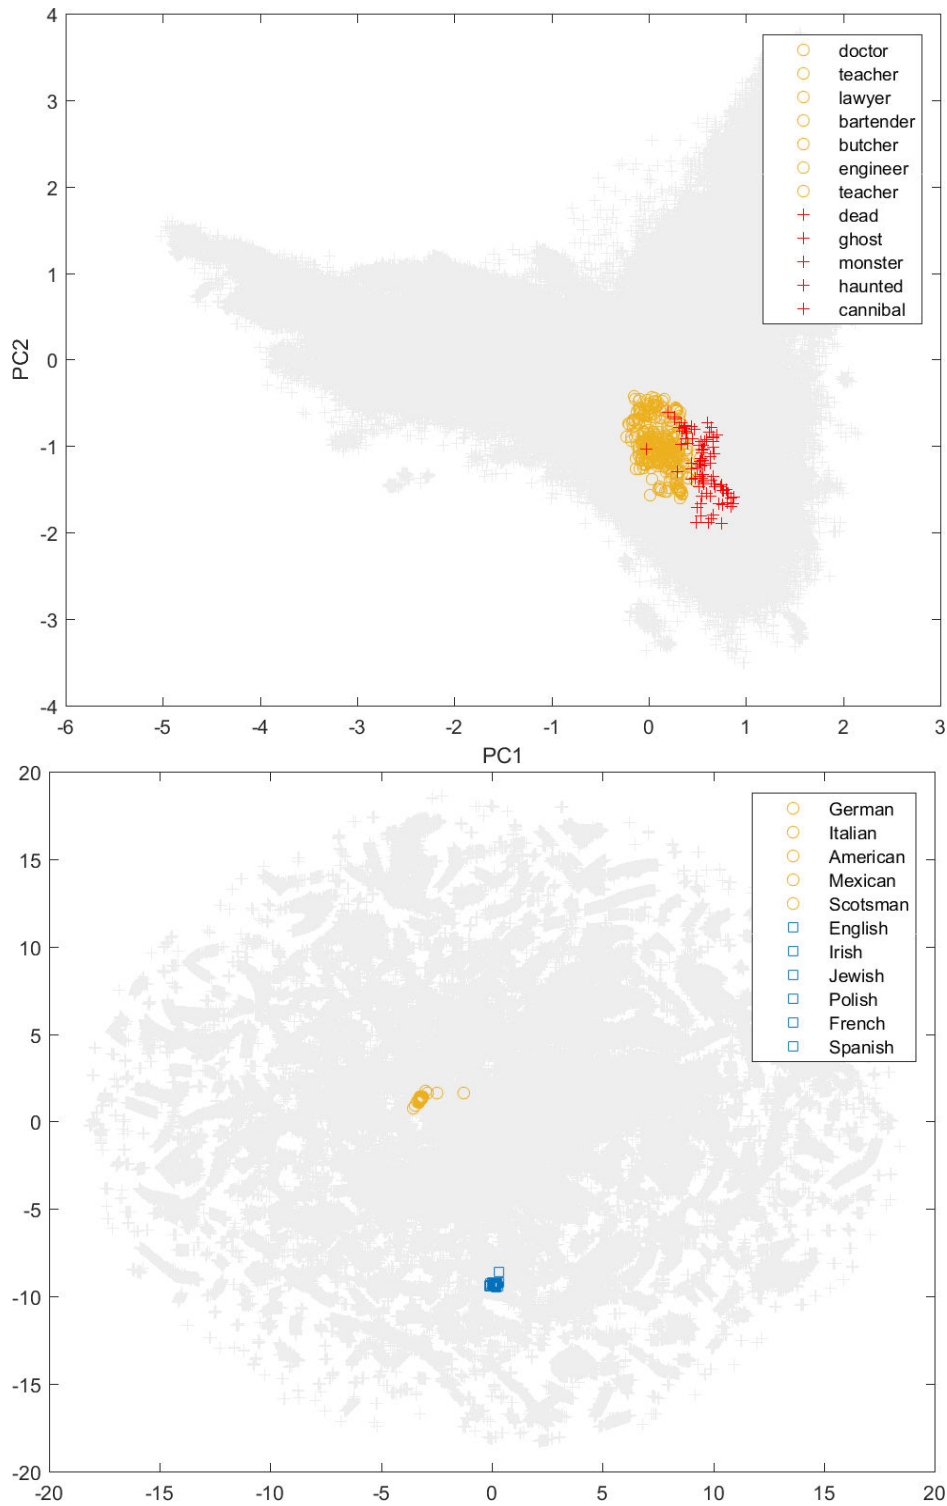 4
3
2
1
0
-1
-2
-3
-4
PC2
-6
-5
-4
-3
-2
-1
0
1
2
3
PC1
doctor
teacher
lawyer
bartender
butcher
engineer
teacher
dead
ghost
monster
haunted
cannibal
20
15
10
5
0
-5
-10
-15
-20
-20
-15
-10
-5
0
5
10
15
20
German
Italian
American
Mexican
Scotsman
English
Irish
Jewish
Polish
French
Spanish